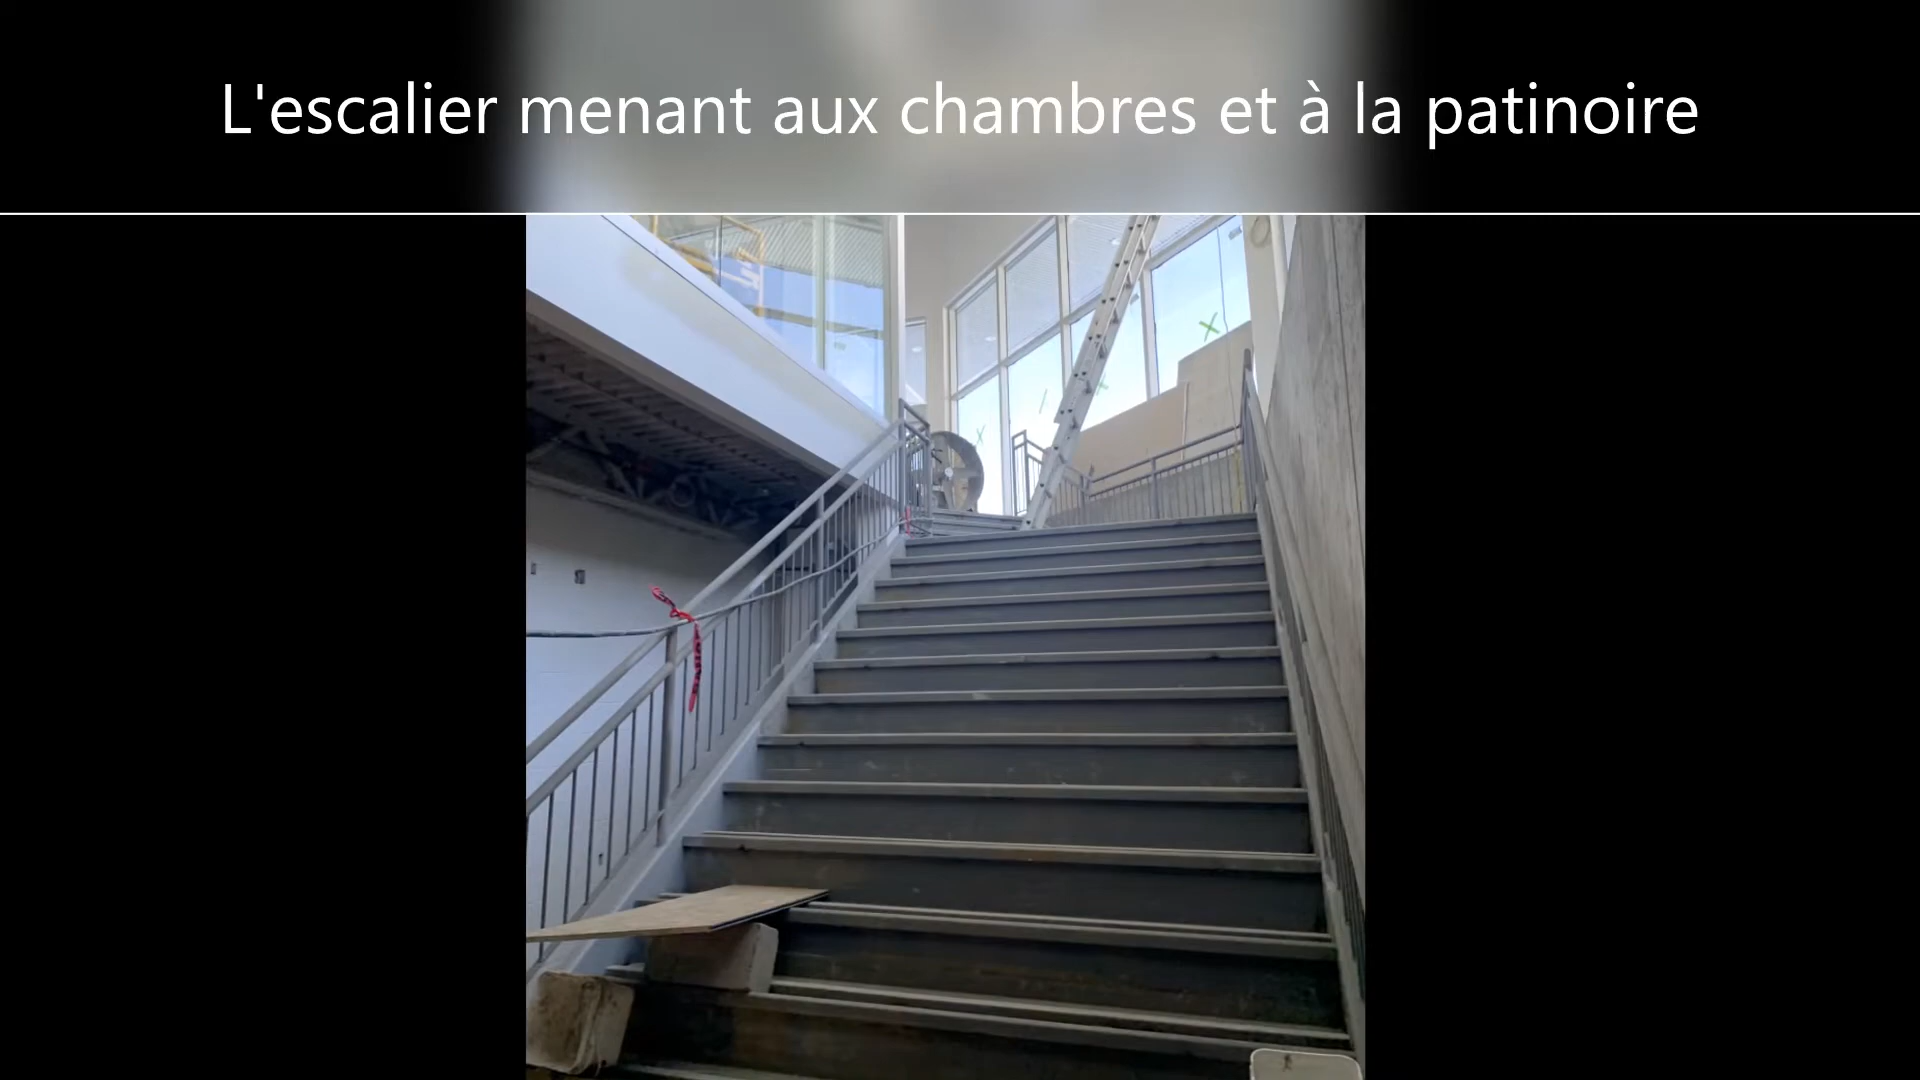 L'escalier menant aux chambres et à la patinoire